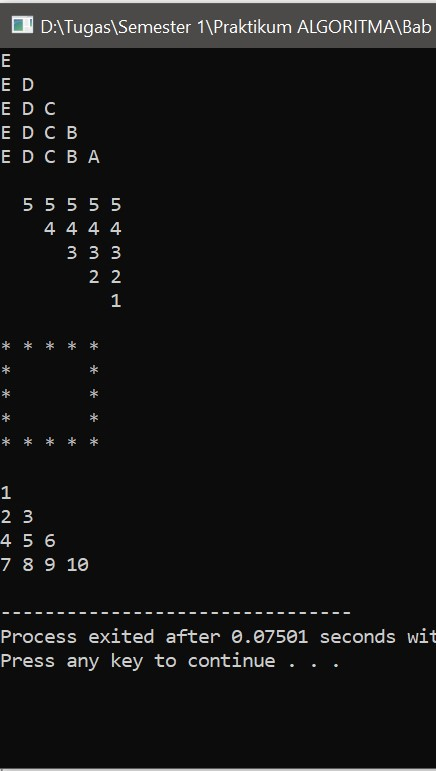 D:\Tugas\Semester 1\Praktikum ALGORITMA\Bab
E
E D
E D C
E D C B
E D C B A
5 5 5 5 5
4 4 4 4
3 3 3
2 2
1
* * * * *
* *
* *
* *
* * * * *
1
2 3
4 5 6
7 8 9 10
--------------------------------
Process exited after 0.07501 seconds wit
Press any key to continue . . .